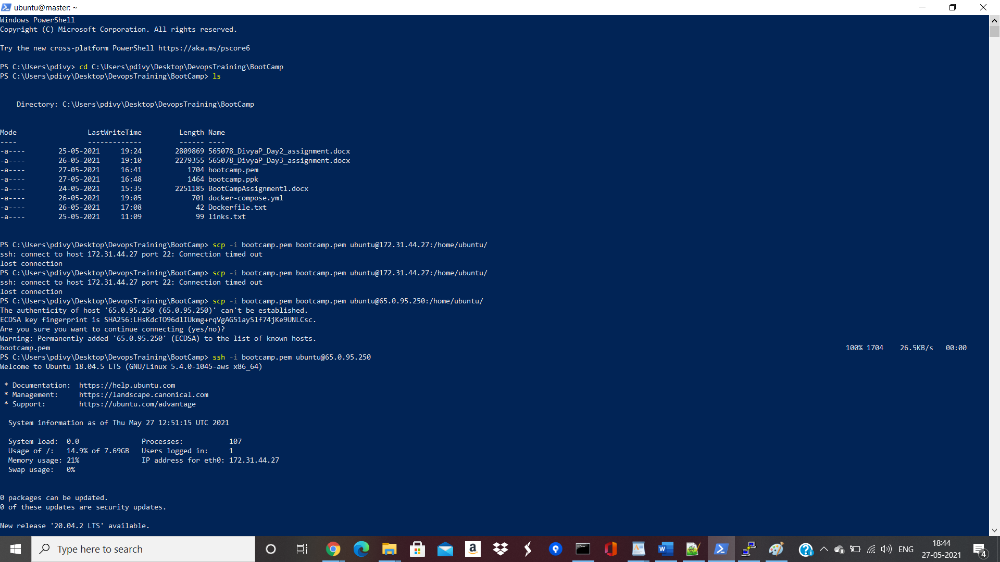 ubuntu@master: ~
Windows PowerShell
Copyright (C) Microsoft Corporation. All rights reserved.
Try the new cross-platform PowerShell https://aka.ms/pscore6
PS C:\Users\pdivy> cd C:\Users\pdivy\Desktop\DevopsTraining\BootCamp
PS C:\Users\pdivy\Desktop\DevopsTraining\BootCamp> ls
Directory: C:\Users\pdivy\Desktop\DevopsTraining\BootCamp
Mode                 LastWriteTime         Length Name
----                 -------------         ------ ----
-a----        25-05-2021     19:24        2809869 565078_DivyaP_Day2_assignment.docx
-a----        26-05-2021     19:10        2279355 565078_DivyaP_Day3_assignment.docx
-a----        27-05-2021     16:41           1704 bootcamp.pem
-a----        27-05-2021     16:48           1464 bootcamp.ppk
-a----        24-05-2021     15:35        2251185 BootCampAssignment1.docx
-a----        26-05-2021     19:05            701 docker-compose.yml
-a----        26-05-2021     17:08             42 Dockerfile.txt
-a----        25-05-2021     11:09             99 links.txt
PS C:\Users\pdivy\Desktop\DevopsTraining\BootCamp> scp -i bootcamp.pem bootcamp.pem ubuntu@172.31.44.27:/home/ubuntu/
ssh: connect to host 172.31.44.27 port 22: Connection timed out
lost connection
PS C:\Users\pdivy\Desktop\DevopsTraining\BootCamp> scp -i bootcamp.pem bootcamp.pem ubuntu@172.31.44.27:/home/ubuntu/
ssh: connect to host 172.31.44.27 port 22: Connection timed out
lost connection
PS C:\Users\pdivy\Desktop\DevopsTraining\BootCamp> scp -i bootcamp.pem bootcamp.pem ubuntu@65.0.95.250:/home/ubuntu/
The authenticity of host '65.0.95.250 (65.0.95.250)' can't be established.
ECDSA key fingerprint is SHA256:LHsKdcTO96dlIUkmg+rqVgAG51aySlf74jKe9UNLCsc.
Are you sure you want to continue connecting (yes/no)?
Warning: Permanently added '65.0.95.250' (ECDSA) to the list of known hosts.
bootcamp.pem 100% 1704 26.5KB/s 00:00
PS C:\Users\pdivy\Desktop\DevopsTraining\BootCamp> ssh -i bootcamp.pem ubuntu@65.0.95.250
Welcome to Ubuntu 18.04.5 LTS (GNU/Linux 5.4.0-1045-aws x86_64)
* Documentation:  https://help.ubuntu.com
* Management:     https://landscape.canonical.com
* Support:        https://ubuntu.com/advantage
System information as of Thu May 27 12:51:15 UTC 2021
System load:  0.0               Processes:           107
Usage of /:   14.9% of 7.69GB   Users logged in:     1
Memory usage: 21%               IP address for eth0: 172.31.44.27
Swap usage:   0%
0 packages can be updated.
0 of these updates are security updates.
New release '20.04.2 LTS' available.
Type here to search
ENG
18:44
27-05-2021
4